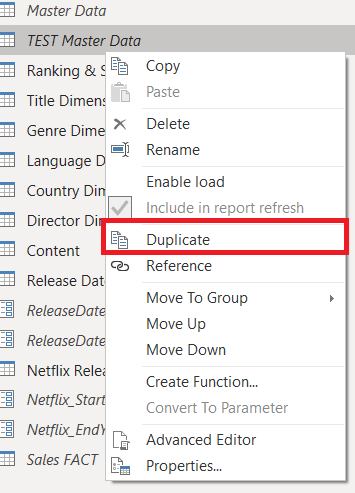 Master Data
TEST Master Data
Ranking & S
Title Dimens
Genre Dime
Language D
Country Dim
Director Dim
Content
Release Date
ReleaseDate
ReleaseDate
Netflix Relea
Netflix_Start
Netflix_EndY
Sales FACT
Copy
Paste
Delete
Rename
Enable load
Include in report refresh
Duplicate
Reference
Move To Group
Move Up
Move Down
Create Function...
Convert To Parameter
Advanced Editor
Properties...